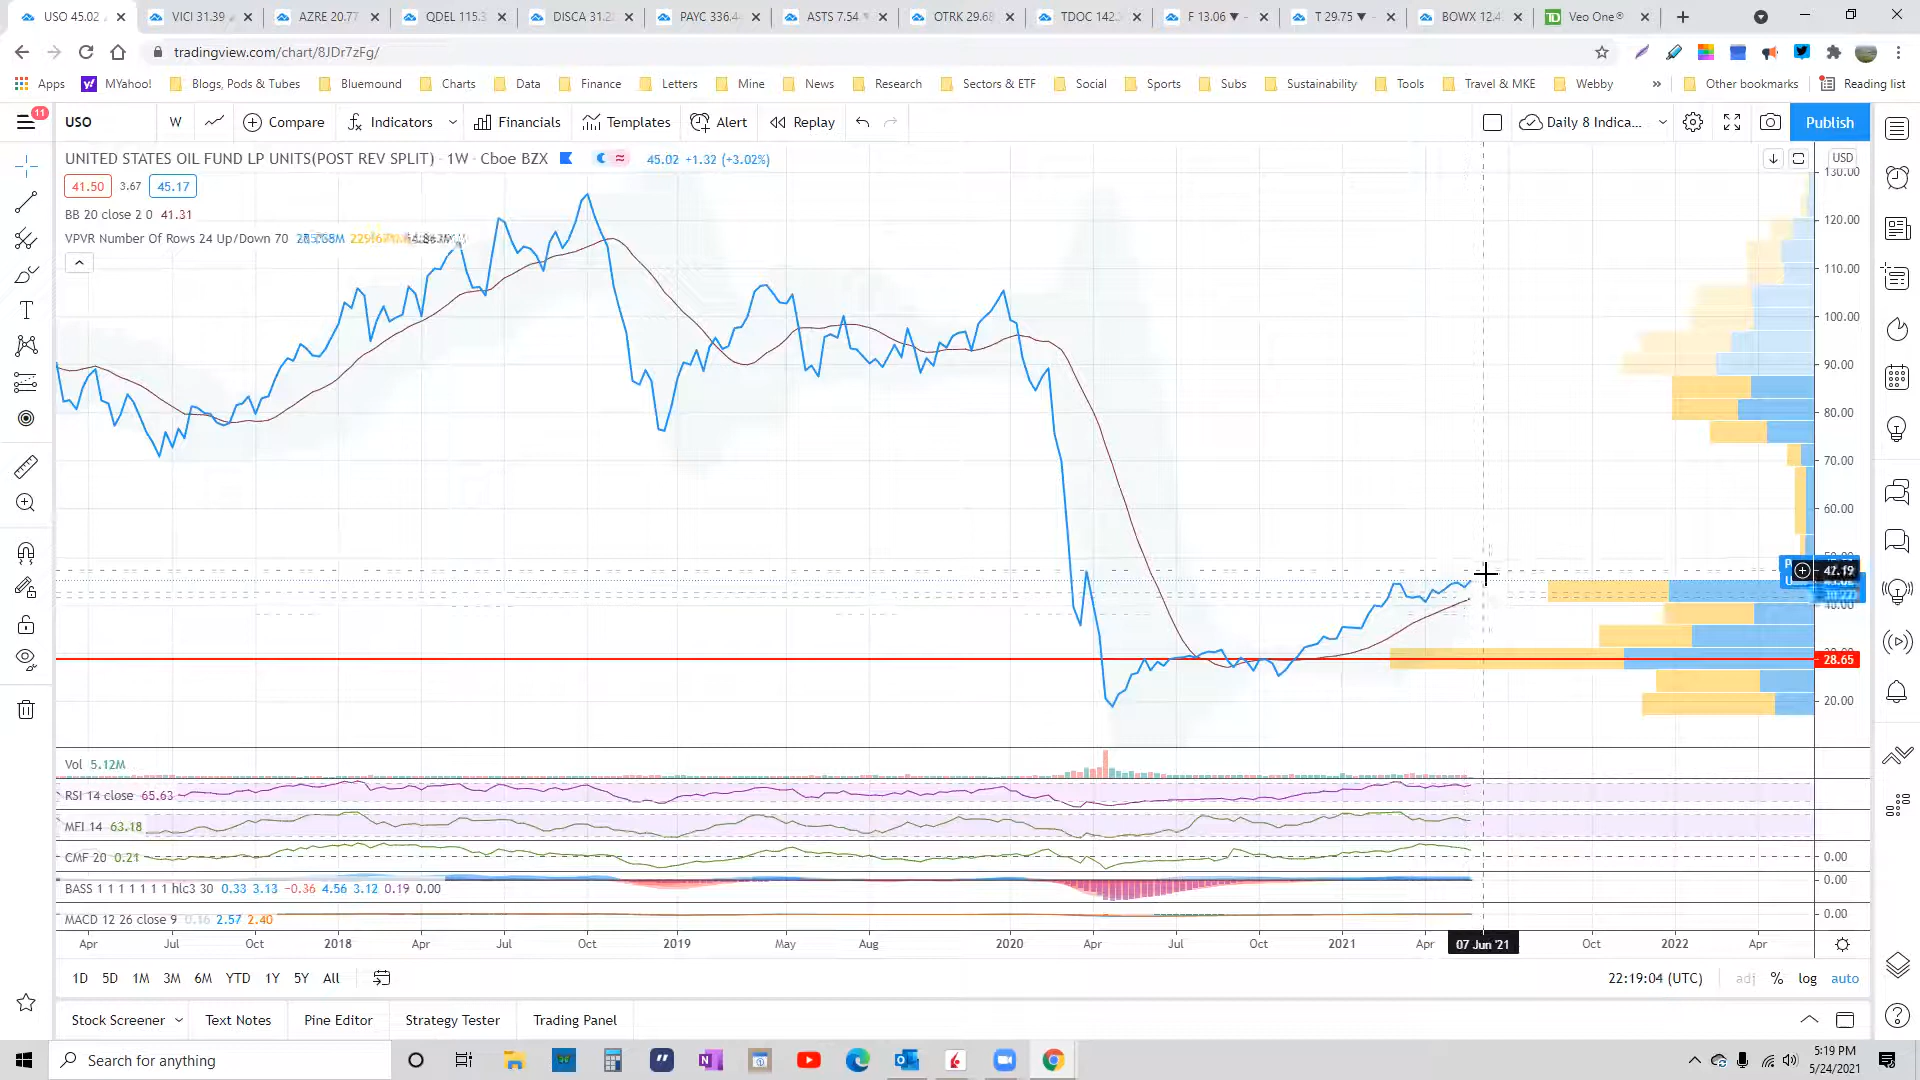 USO 45.02
VICI 31.39
AZRE 20.77
QDEL 115.3
DISCA 31.2
PAYC 336.4
ASTS 7.54
OTRK 29.68
TDOC 142.
F 13.06 ▼
T 29.75 ▼
BOWX 12.4
Veo One®
tradingview.com/chart/8JDr7zFg/
Apps
MYahoo!
Blogs, Pods & Tubes
Bluemound
Charts
Data
Finance
Letters
Mine
News
Research
Sectors & ETF
Social
Sports
Subs
Sustainability
Tools
Travel & MKE
Webby
»
Other bookmarks
Reading list
11
USO
W
Compare
Indicators
Financials
Templates
Alert
Replay
Daily 8 Indica...
Publish
UNITED STATES OIL FUND LP UNITS(POST REV SPLIT) · 1W · Cboe BZX
45.02 +1.32 (+3.02%)
USD
41.50 3.67 45.17
BB 20 close 2 0 41.31
VPVR Number Of Rows 24 Up/Down 70
130.00
120.00
110.00
100.00
90.00
80.00
70.00
60.00
47.19
40.00
28.65
20.00
Vol 5.12M
RSI 14 close 65.63
MFI 14 63.18
CMF 20 0.21
0.00
BASS 1 1 1 1 1 1 1 hlc3 30 0.33 3.13 −0.36 4.56 3.12 0.19 0.00
0.00
MACD 12 26 close 9 2.57 2.40
0.00
Apr Jul Oct 2018 Apr Jul Oct 2019 May Aug 2020 Apr Jul Oct 2021 Apr 07 Jun '21 Oct 2022 Apr
1D 5D 1M 3M 6M YTD 1Y 5Y All
22:19:04 (UTC)
adj % log auto
Stock Screener
Text Notes
Pine Editor
Strategy Tester
Trading Panel
Search for anything
5:19 PM
5/24/2021